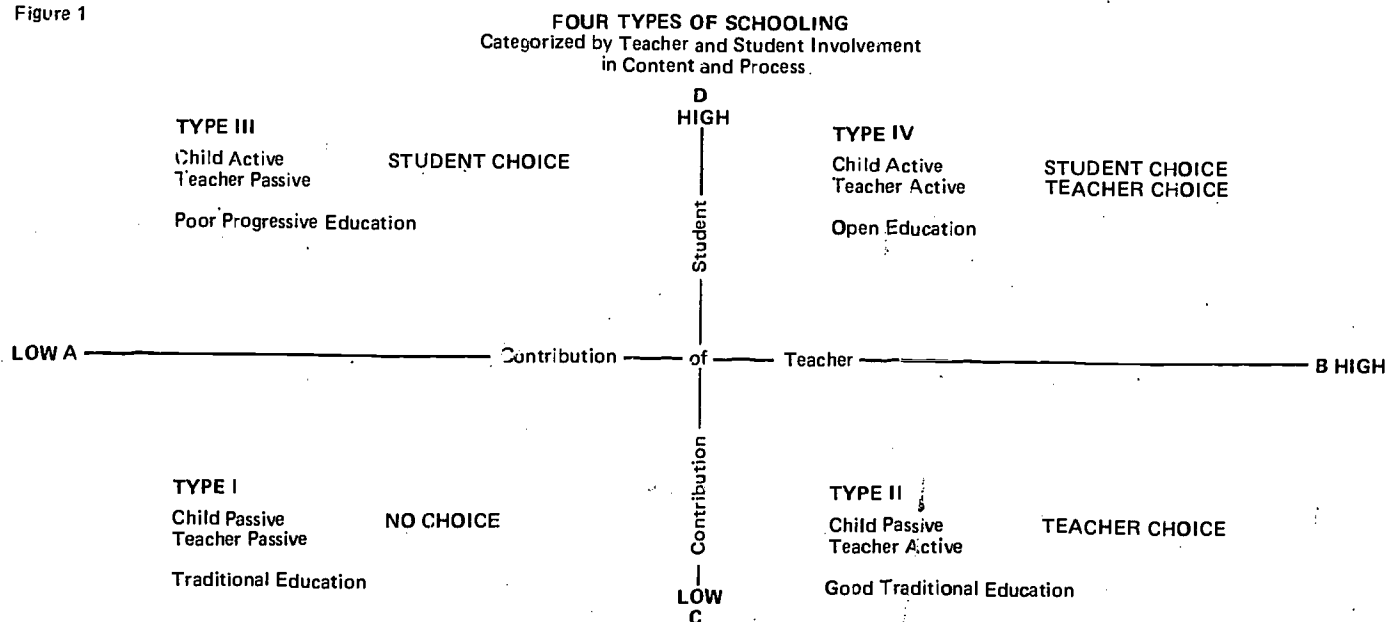 Figure 1
FOUR TYPES OF SCHOOLING
Categorized by Teacher and Student Involvement
in Content and Process.
D
HIGH
TYPE III
Child Active STUDENT CHOICE
Teacher Passive
Poor Progressive Education
TYPE IV
Child Active STUDENT CHOICE
Teacher Active TEACHER CHOICE
Open Education
Student
LOW A Contribution of Teacher B HIGH
Contribution
TYPE I
Child Passive NO CHOICE
Teacher Passive
Traditional Education
TYPE II
Child Passive TEACHER CHOICE
Teacher Active
Good Traditional Education
LOW
C